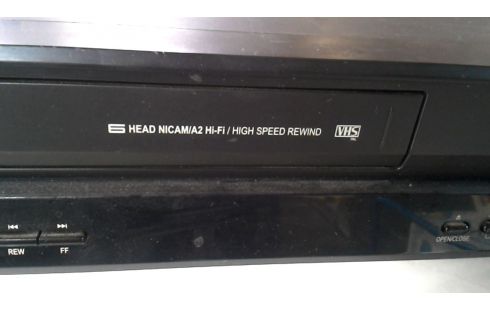 6 HEAD NICAM/A2 Hi-Fi / HIGH SPEED REWIND VHS
REW FF OPEN/CLOSE